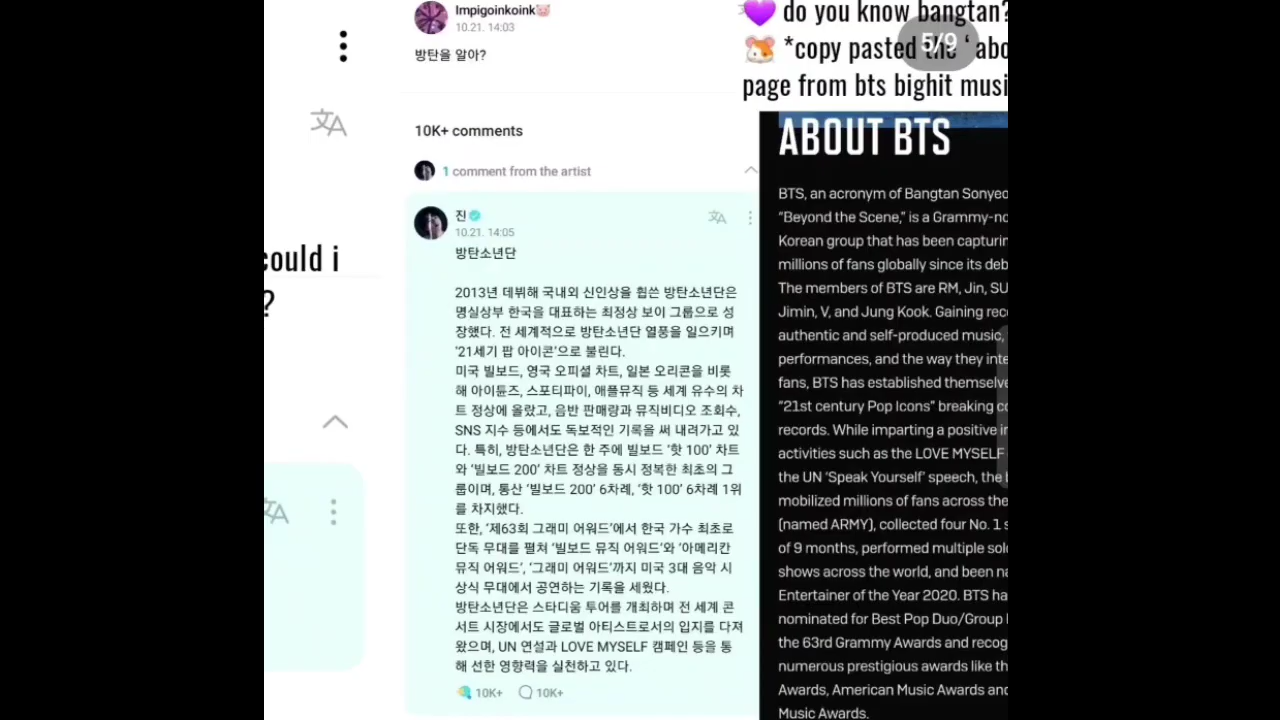 could i
?
Impigoinkoink
10.21. 14:03
방탄을 알아?
10K+ comments
1 comment from the artist
진
10.21. 14:05
방탄소년단
2013년 데뷔해 국내외 신인상을 휩쓴 방탄소년단은
명실상부 한국을 대표하는 최정상 보이 그룹으로 성
장했다. 전 세계적으로 방탄소년단 열풍을 일으키며
'21세기 팝 아이콘'으로 불린다.
미국 빌보드, 영국 오피셜 차트, 일본 오리콘을 비롯
해 아이튠즈, 스포티파이, 애플뮤직 등 세계 유수의 차
트 정상에 올랐고, 음반 판매량과 뮤직비디오 조회수,
SNS 지수 등에서도 독보적인 기록을 써 내려가고 있
다. 특히, 방탄소년단은 한 주에 빌보드 '핫 100' 차트
와 '빌보드 200' 차트 정상을 동시 정복한 최초의 그
룹이며, 통산 '빌보드 200' 6차례, '핫 100' 6차례 1위
를 차지했다.
또한, '제63회 그래미 어워드'에서 한국 가수 최초로
단독 무대를 펼쳐 '빌보드 뮤직 어워드'와 '아메리칸
뮤직 어워드', '그래미 어워드'까지 미국 3대 음악 시
상식 무대에서 공연하는 기록을 세웠다.
방탄소년단은 스타디움 투어를 개최하며 전 세계 콘
서트 시장에서도 글로벌 아티스트로서의 입지를 다져
왔으며, UN 연설과 LOVE MYSELF 캠페인 등을 통
해 선한 영향력을 실천하고 있다.
10K+ 10K+
do you know bangtan?
*copy pasted the ' abo
5/9
page from bts bighit musi
ABOUT BTS
BTS, an acronym of Bangtan Sonyeo
"Beyond the Scene," is a Grammy-no
Korean group that has been capturin
millions of fans globally since its deb
The members of BTS are RM, Jin, SU
Jimin, V, and Jung Kook. Gaining rec
authentic and self-produced music,
performances, and the way they inte
fans, BTS has established themselve
"21st century Pop Icons" breaking co
records. While imparting a positive in
activities such as the LOVE MYSELF
the UN 'Speak Yourself' speech, the
mobilized millions of fans across the
(named ARMY), collected four No. 1 s
of 9 months, performed multiple sol
shows across the world, and been na
Entertainer of the Year 2020. BTS ha
nominated for Best Pop Duo/Group
the 63rd Grammy Awards and recog
numerous prestigious awards like th
Awards, American Music Awards and
Music Awards.